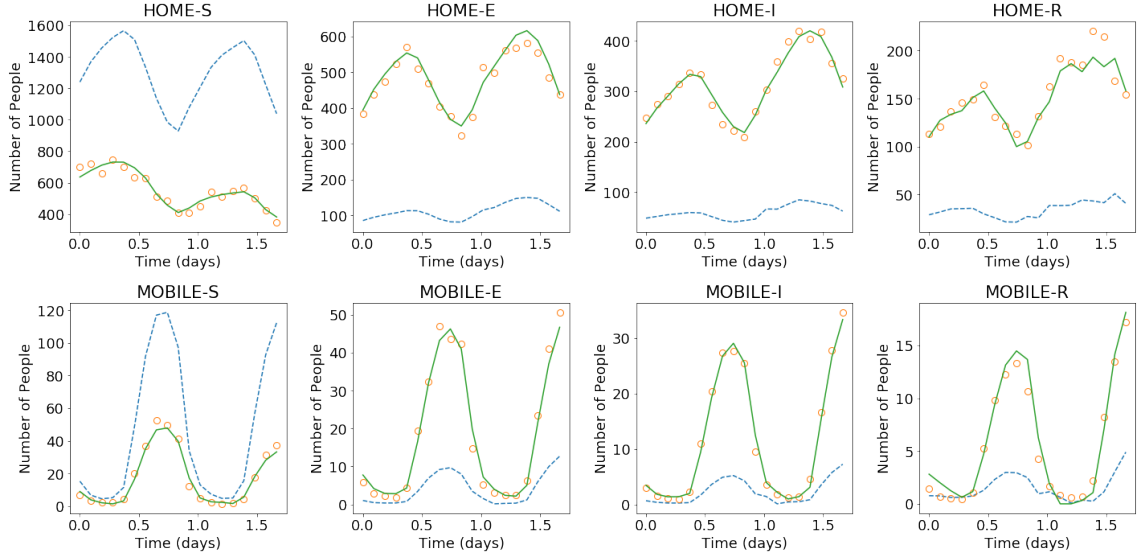 HOME-S
HOME-E
HOME-I
HOME-R
Number of People
1600
1400
1200
1000
800
600
400
0.0 0.5 1.0 1.5
Time (days)
Number of People
600
500
400
300
200
100
0.0 0.5 1.0 1.5
Time (days)
Number of People
400
300
200
100
0.0 0.5 1.0 1.5
Time (days)
Number of People
200
150
100
50
0.0 0.5 1.0 1.5
Time (days)
MOBILE-S
MOBILE-E
MOBILE-I
MOBILE-R
Number of People
120
100
80
60
40
20
0
0.0 0.5 1.0 1.5
Time (days)
Number of People
50
40
30
20
10
0
0.0 0.5 1.0 1.5
Time (days)
Number of People
30
20
10
0
0.0 0.5 1.0 1.5
Time (days)
Number of People
15
10
5
0
0.0 0.5 1.0 1.5
Time (days)